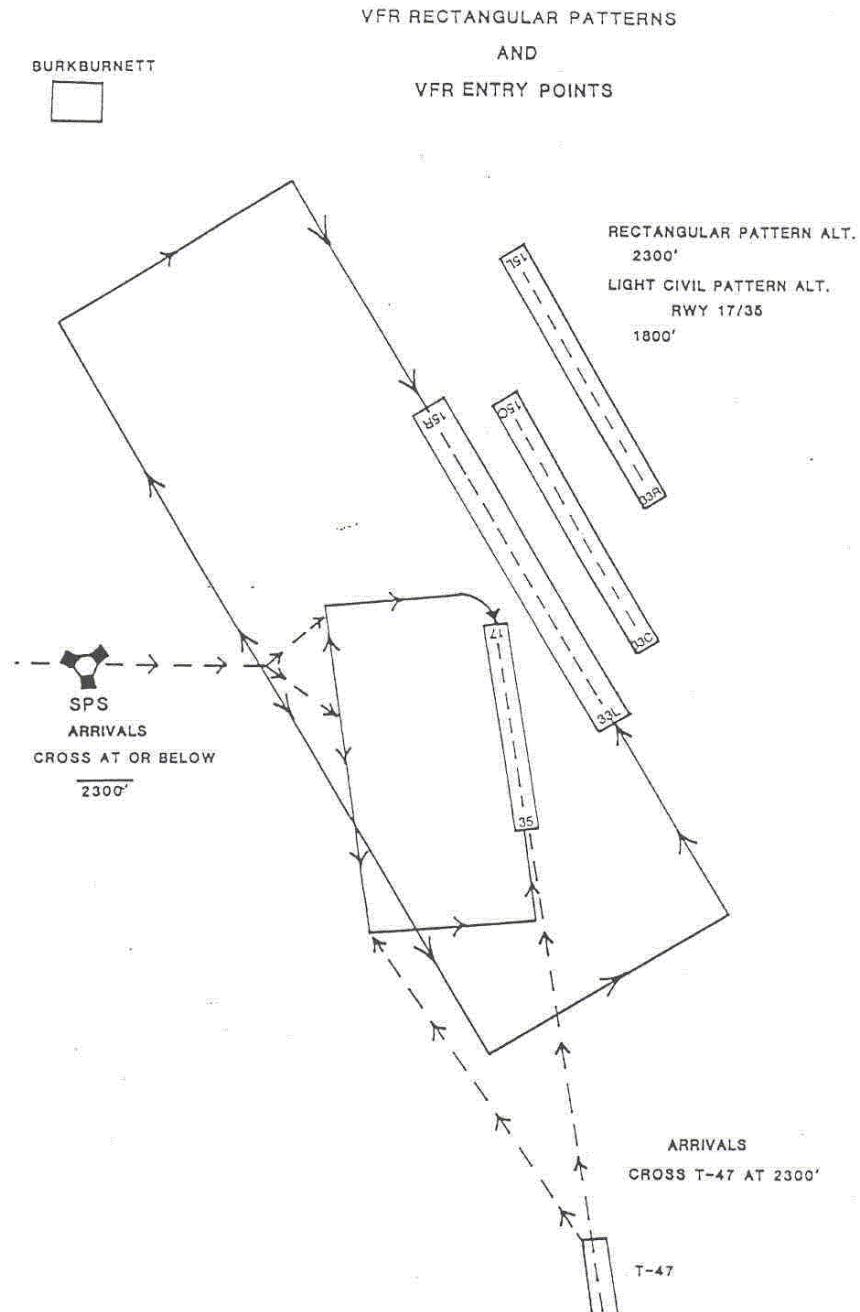 VFR RECTANGULAR PATTERNS
AND
VFR ENTRY POINTS
BURKBURNETT
RECTANGULAR PATTERN ALT.
2300'
LIGHT CIVIL PATTERN ALT.
RWY 17/35
1800'
15L
15C
15R
33R
33C
33L
17
35
SPS
ARRIVALS
CROSS AT OR BELOW
2300'
ARRIVALS
CROSS T-47 AT 2300'
T-47